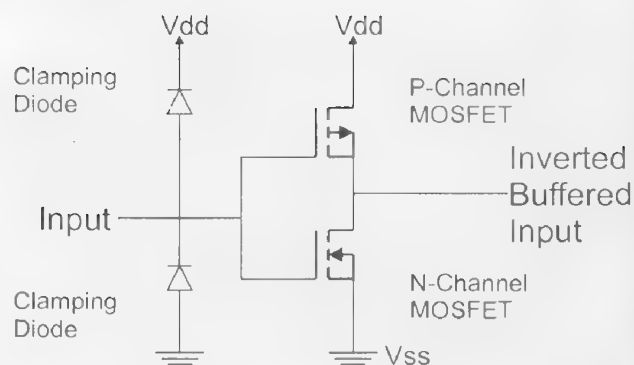 Vdd
Vdd
Clamping
Diode
P-Channel
MOSFET
Inverted
Buffered
Input
Input
N-Channel
MOSFET
Clamping
Diode
Vss